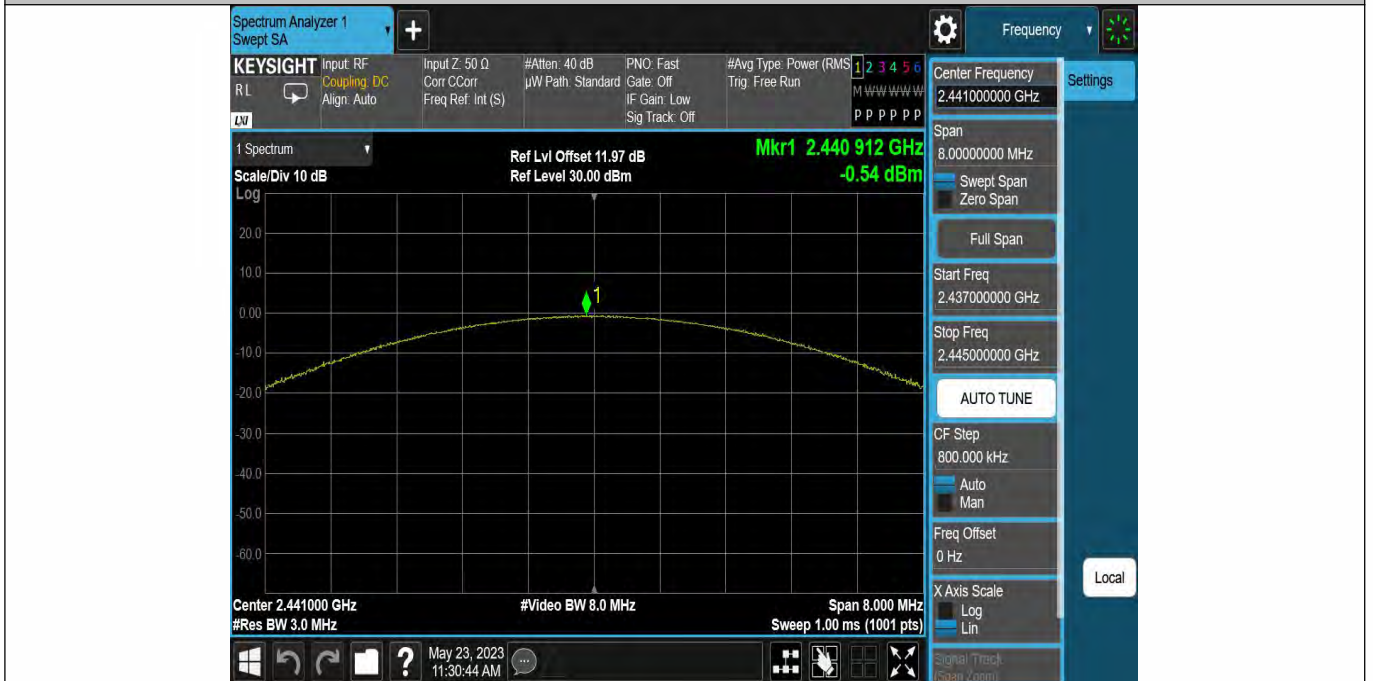 Spectrum Analyzer 1
Swept SA
+
Frequency
KEYSIGHT
RL
LXI
Input: RF
Coupling: DC
Align: Auto
Input Z: 50 Ω
Corr CCorr
Freq Ref: Int (S)
#Atten: 40 dB
µW Path: Standard
PNO: Fast
Gate: Off
IF Gain: Low
Sig Track: Off
#Avg Type: Power (RMS
Trig: Free Run
1 2 3 4 5 6
M W W W W W
P P P P P P
1 Spectrum
Scale/Div 10 dB
Log
Ref Lvl Offset 11.97 dB
Ref Level 30.00 dBm
Mkr1 2.440 912 GHz
-0.54 dBm
20.0
10.0
0.00
-10.0
-20.0
-30.0
-40.0
-50.0
-60.0
1
Center 2.441000 GHz
#Res BW 3.0 MHz
#Video BW 8.0 MHz
Span 8.000 MHz
Sweep 1.00 ms (1001 pts)
May 23, 2023
11:30:44 AM
?
Center Frequency
2.441000000 GHz
Settings
Span
8.00000000 MHz
Swept Span
Zero Span
Full Span
Start Freq
2.437000000 GHz
Stop Freq
2.445000000 GHz
AUTO TUNE
CF Step
800.000 kHz
Auto
Man
Freq Offset
0 Hz
X Axis Scale
Log
Lin
Signal Track
(Span Zoom)
Local